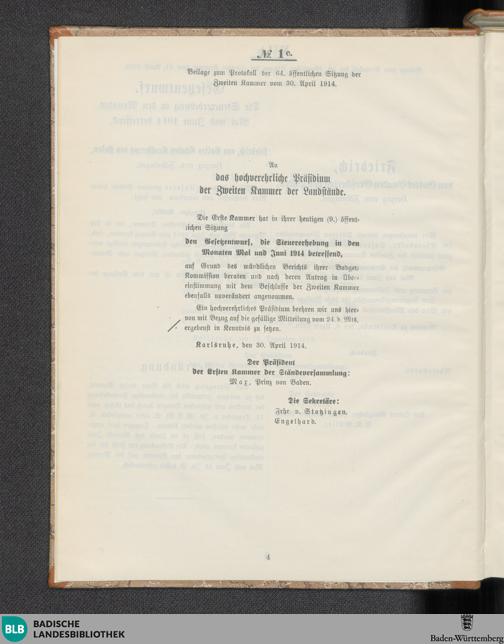 № 1c.
Beilage zum Protokoll der 64. öffentlichen Sitzung der
Zweiten Kammer vom 30. April 1914.
An
das hochverehrliche Präsidium
der Zweiten Kammer der Landstände.
Die Erste Kammer hat in ihrer heutigen (9.) öffent-
lichen Sitzung
den Gesetzentwurf, die Steuererhebung in den
Monaten Mai und Juni 1914 betreffend,
auf Grund des mündlichen Berichts ihrer Budget-
kommission beraten und nach deren Antrag in Über-
einstimmung mit dem Beschlusse der Zweiten Kammer
ebenfalls unverändert angenommen.
Ein hochverehrliches Präsidium beehren wir uns hier-
von mit Bezug auf die gefällige Mitteilung vom 24. d. Mts.
ergebenst in Kenntnis zu setzen.
Karlsruhe, den 30. April 1914.
Der Präsident
der Ersten Kammer der Ständeversammlung:
Max, Prinz von Baden.
Die Sekretäre:
Frhr. v. Stotzingen.
Engelhard.
4
BLB
BADISCHE
LANDESBIBLIOTHEK
Baden-Württemberg